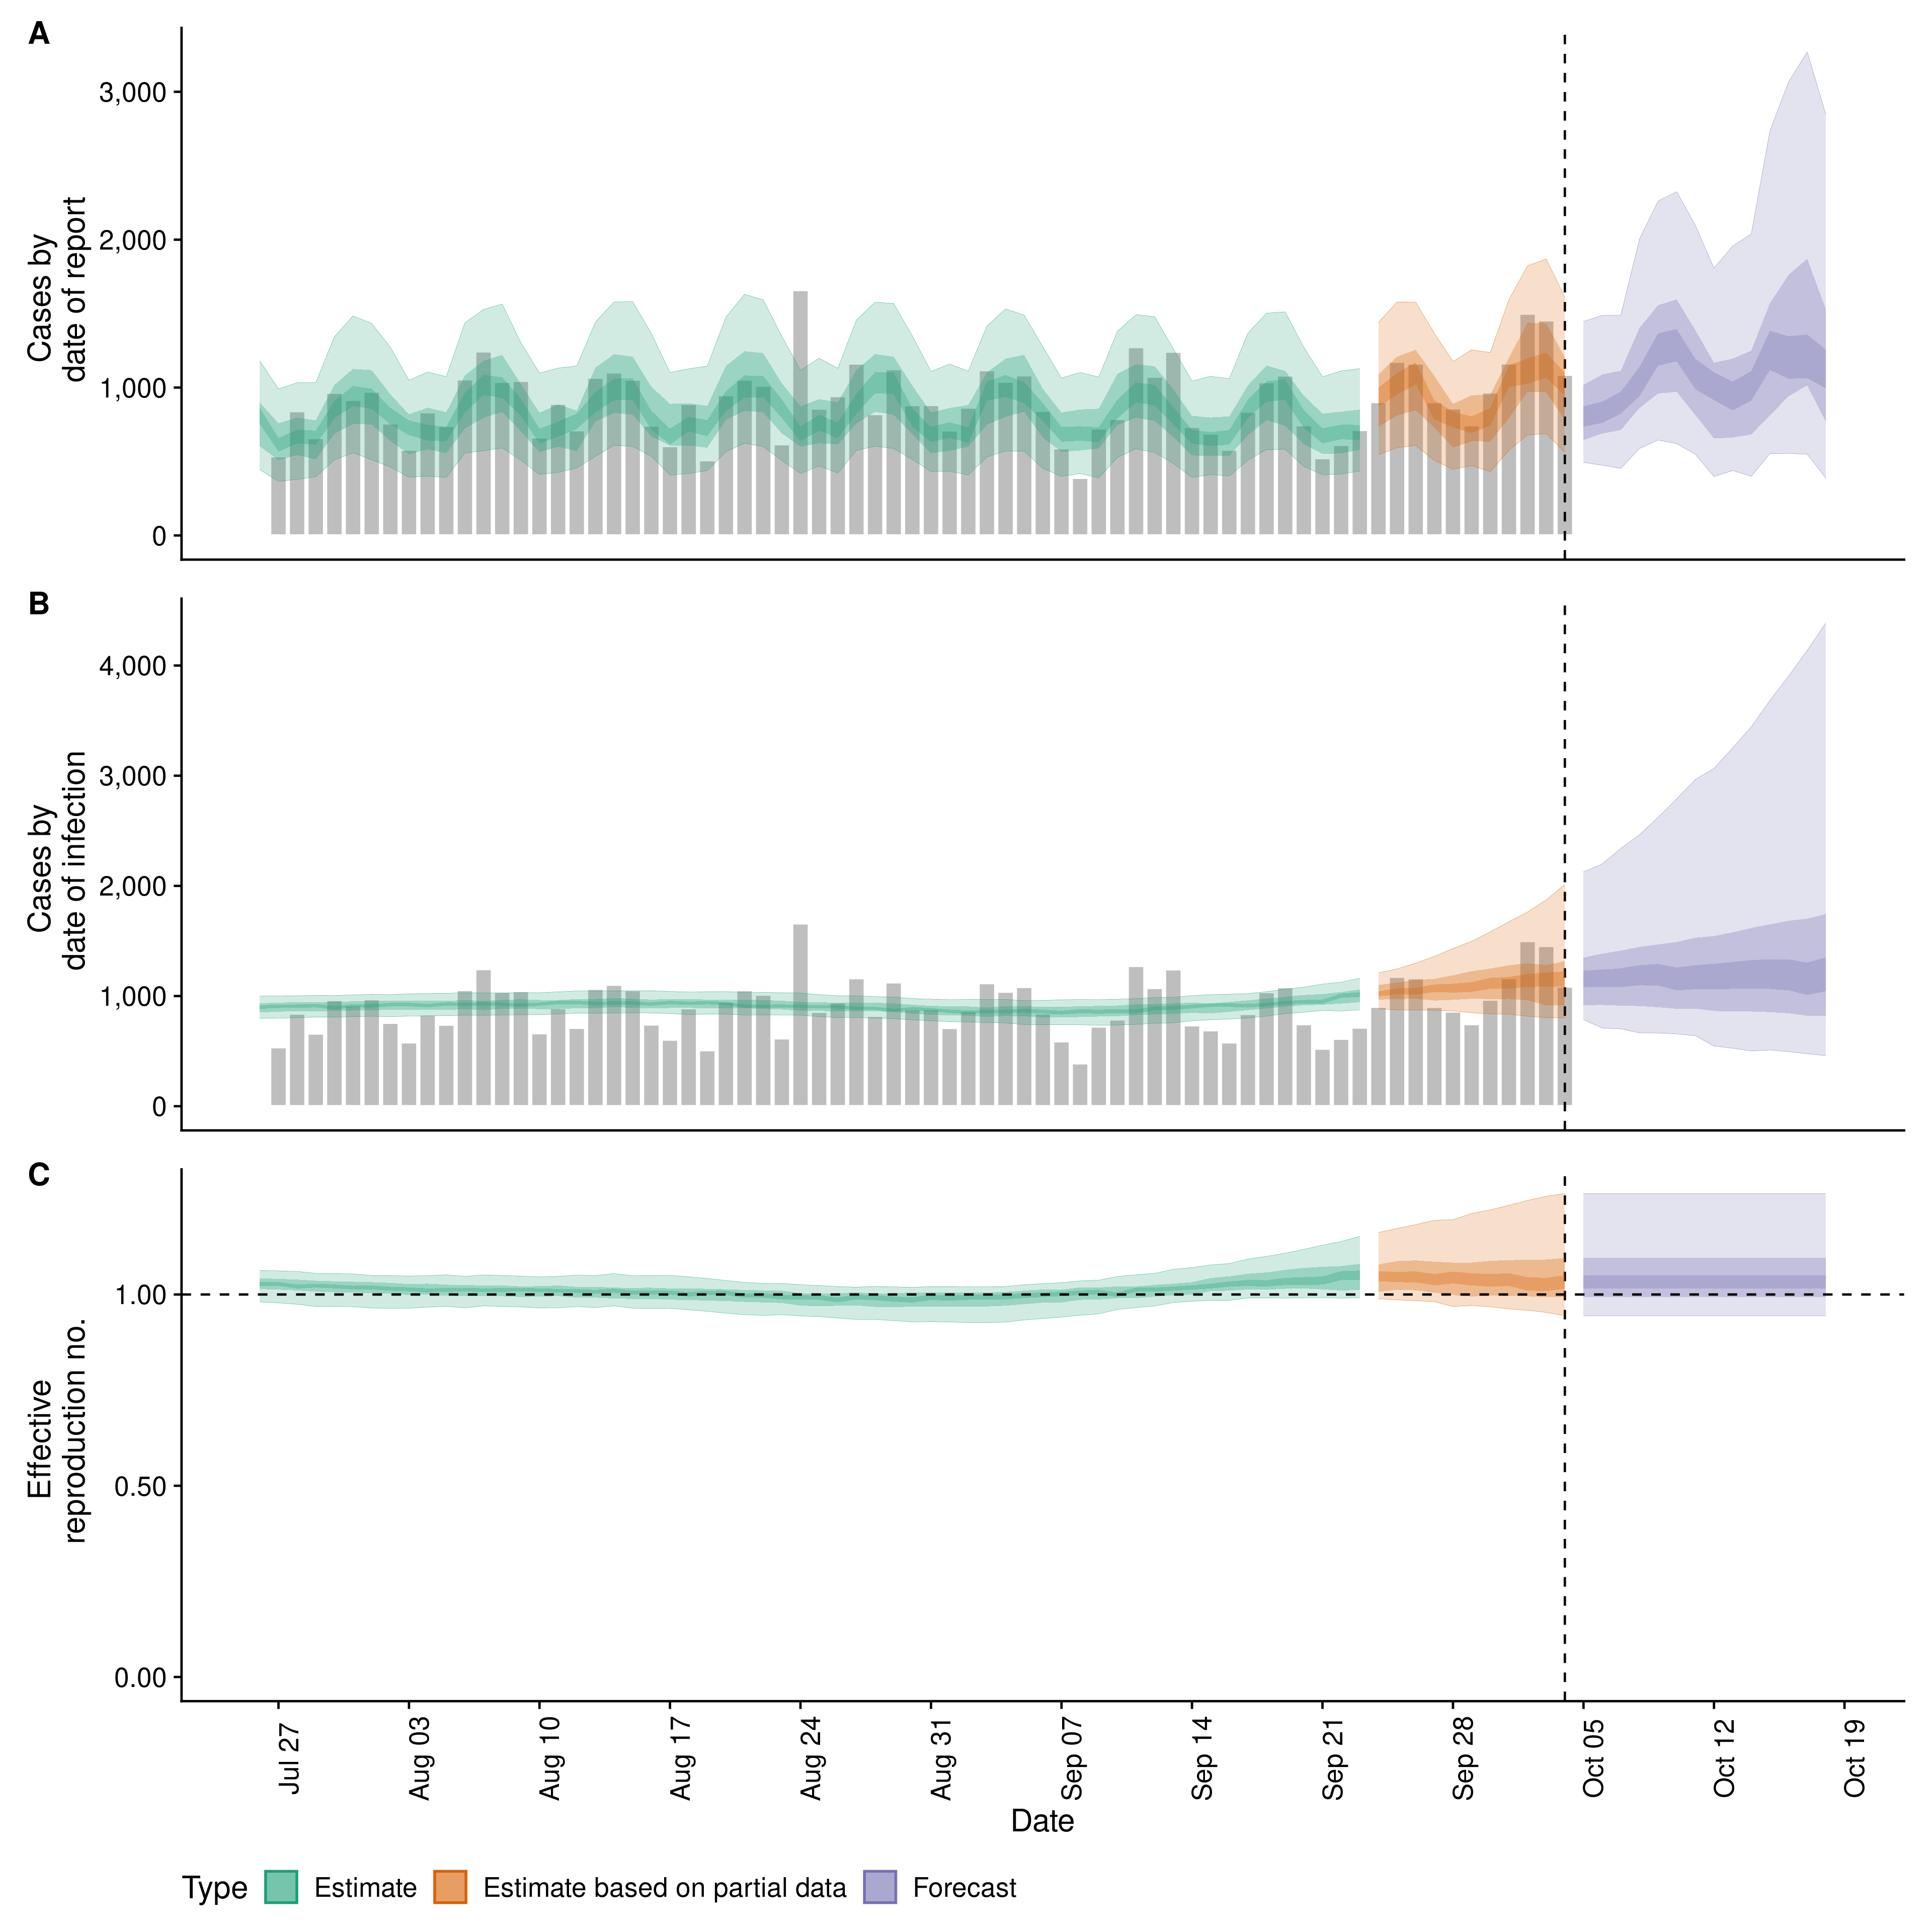 A
Cases by
date of report
3,000
2,000
1,000
0
B
Cases by
date of infection
4,000
3,000
2,000
1,000
0
C
Effective
reproduction no.
1.00
0.50
0.00
Jul 27
Aug 03
Aug 10
Aug 17
Aug 24
Aug 31
Sep 07
Sep 14
Sep 21
Sep 28
Oct 05
Oct 12
Oct 19
Date
Type Estimate Estimate based on partial data Forecast